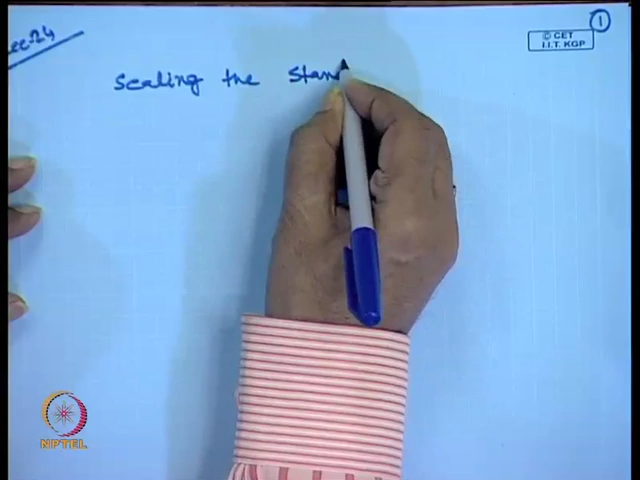 Lec-24
© CET
I.I.T. KGP
1
Scaling the Stan
NPTEL